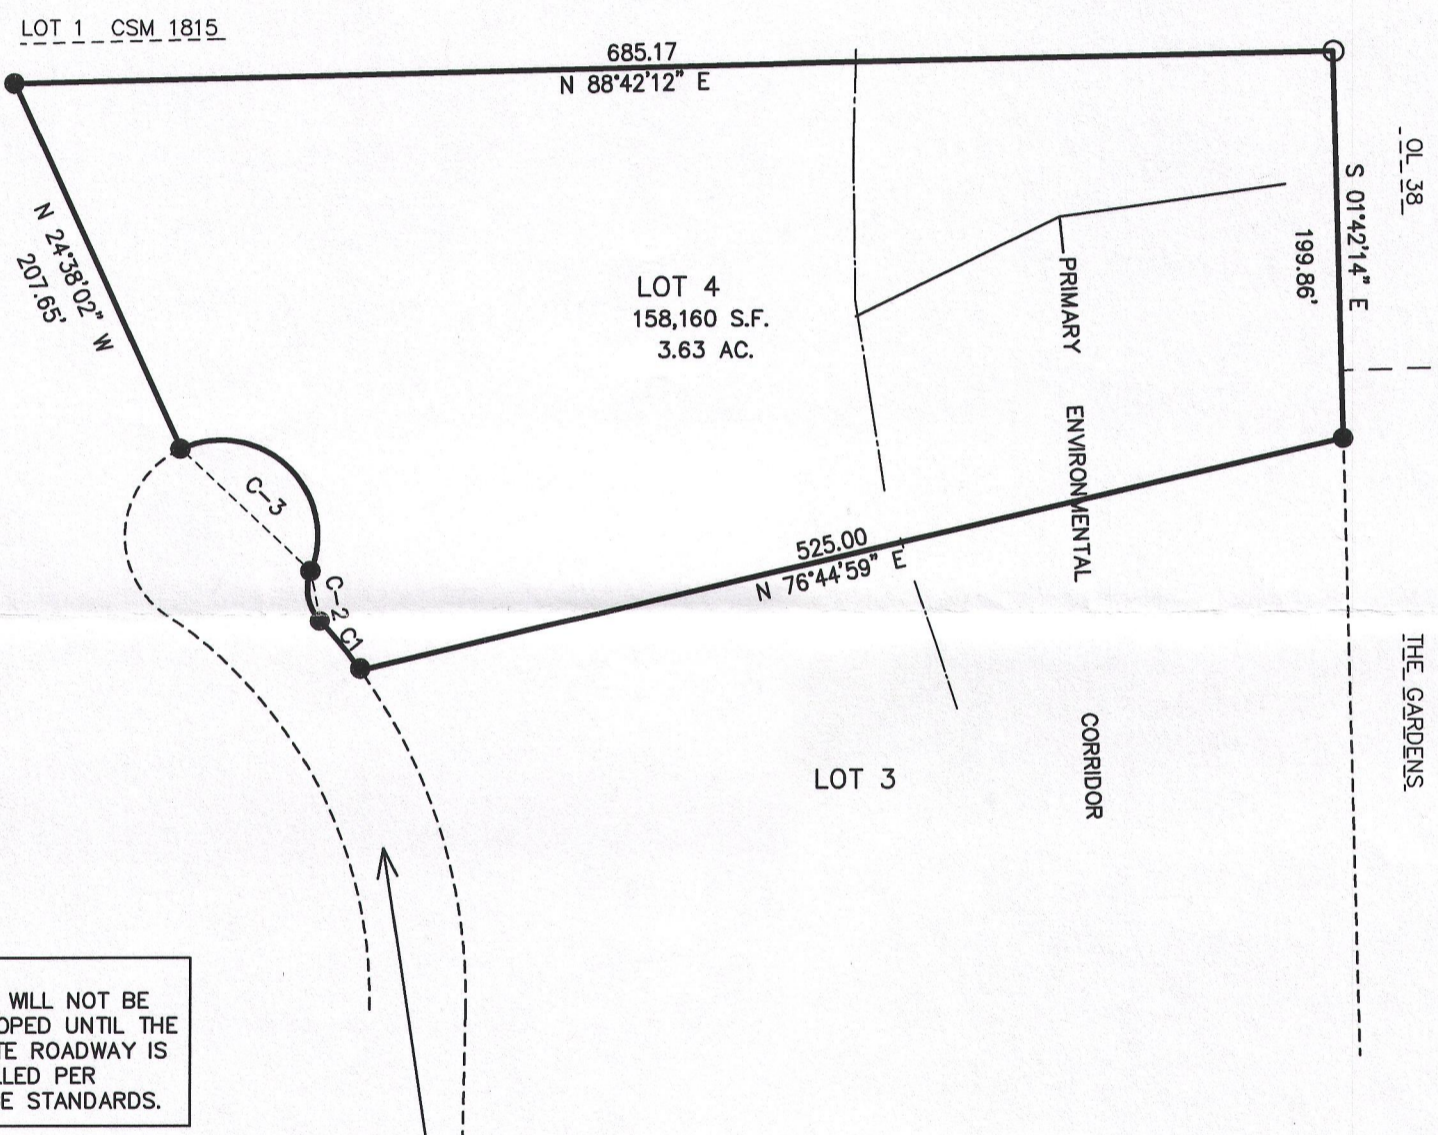 LOT 1 CSM 1815
685.17
N 88°42'12" E
OL 38
S 01°42'14" E
199.86'
N 24°38'02" W
207.65'
LOT 4
158,160 S.F.
3.63 AC.
PRIMARY ENVIRONMENTAL CORRIDOR
C-3
C-2
C1
525.00
N 76°44'59" E
THE GARDENS
LOT 3
WILL NOT BE
OPED UNTIL THE
TE ROADWAY IS
LLED PER
E STANDARDS.